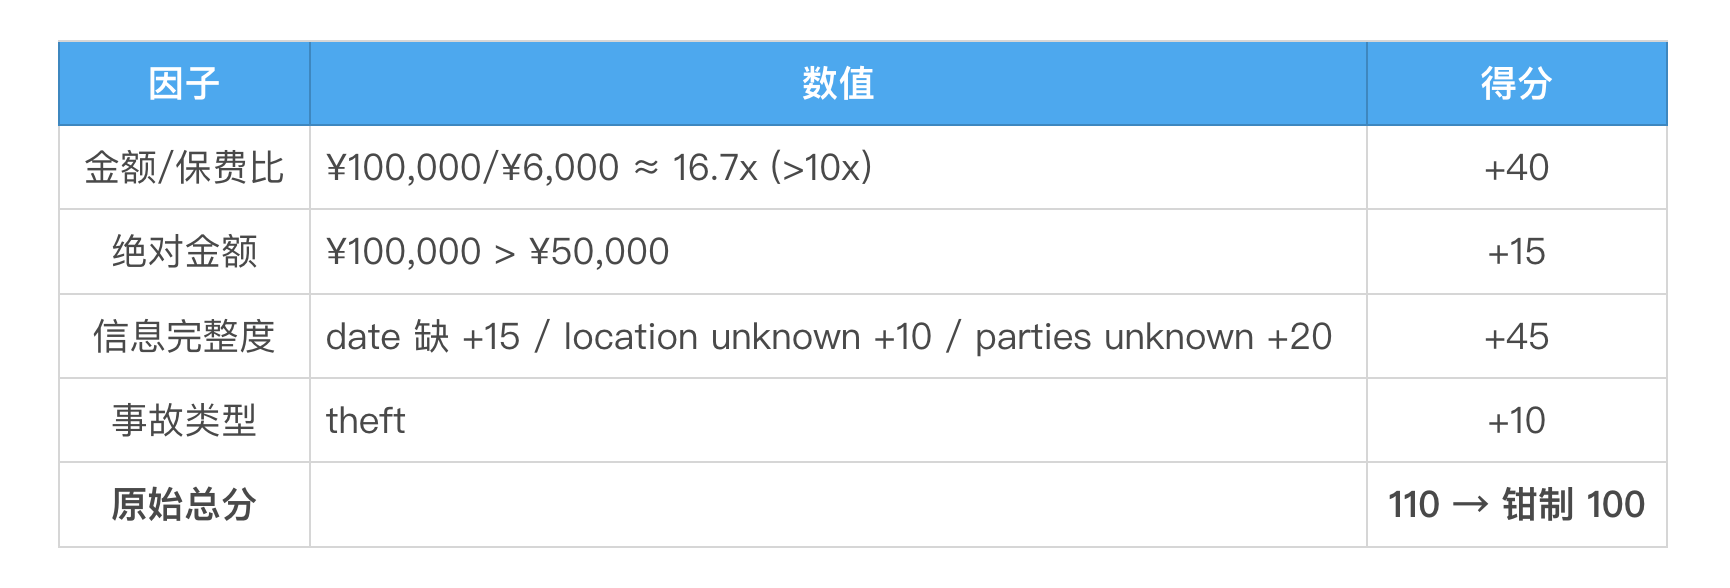 因子 数值 得分
金额/保费比 ¥100,000/¥6,000 ≈ 16.7x (>10x) +40
绝对金额 ¥100,000 > ¥50,000 +15
信息完整度 date 缺 +15 / location unknown +10 / parties unknown +20 +45
事故类型 theft +10
原始总分 110 → 钳制 100